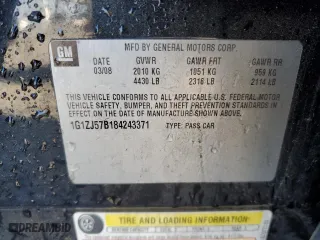 GM
MFD BY GENERAL MOTORS CORP.
DATE GVWR GAWR FRT GAWR RR
03/08 2010 KG 1051 KG 959 KG
4430 LB 2316 LB 2114 LB
THIS VEHICLE CONFORMS TO ALL APPLICABLE U.S. FEDERAL MOTOR
VEHICLE SAFETY, BUMPER, AND THEFT PREVENTION STANDARDS
IN EFFECT ON THE DATE OF MANUFACTURE SHOWN ABOVE.
1G1ZJ57B184243371 TYPE: PASS CAR
TIRE AND LOADING INFORMATION